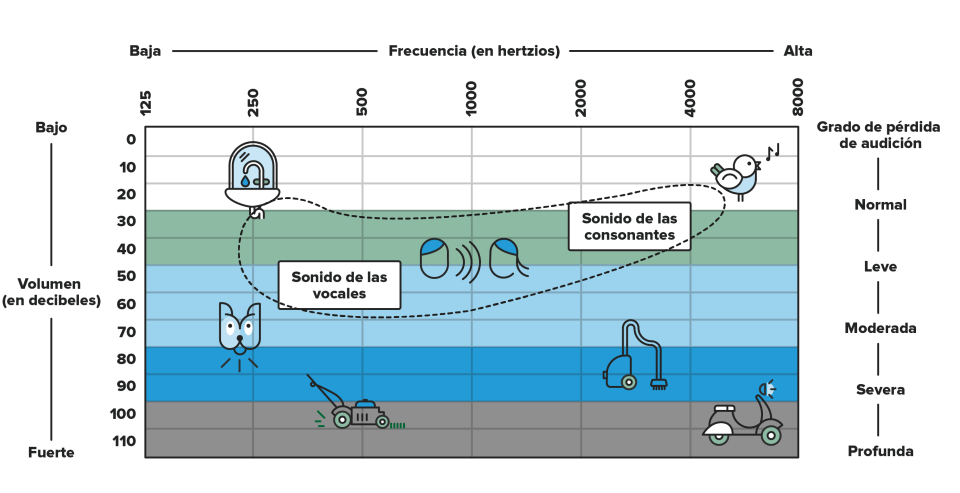 Baja
Frecuencia (en hertzios)
Alta
125
250
500
1000
2000
4000
8000
Bajo
Volumen
(en decibeles)
Fuerte
0
10
20
30
40
50
60
70
80
90
100
110
Sonido de las
consonantes
Sonido de las
vocales
Grado de pérdida
de audición
Normal
Leve
Moderada
Severa
Profunda